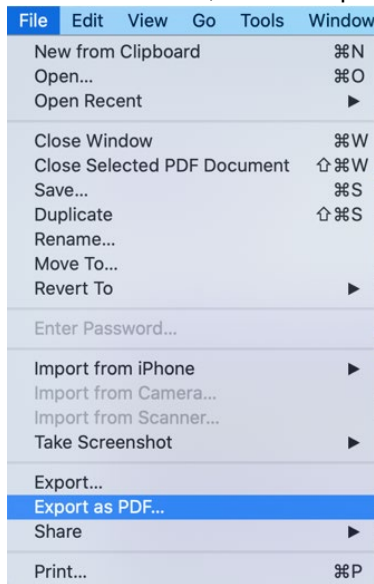 File Edit View Go Tools Window
New from Clipboard ⌘N
Open... ⌘O
Open Recent ▶
Close Window ⌘W
Close Selected PDF Document ⇧⌘W
Save... ⌘S
Duplicate ⇧⌘S
Rename...
Move To...
Revert To ▶
Enter Password...
Import from iPhone ▶
Import from Camera...
Import from Scanner...
Take Screenshot ▶
Export...
Export as PDF...
Share ▶
Print... ⌘P